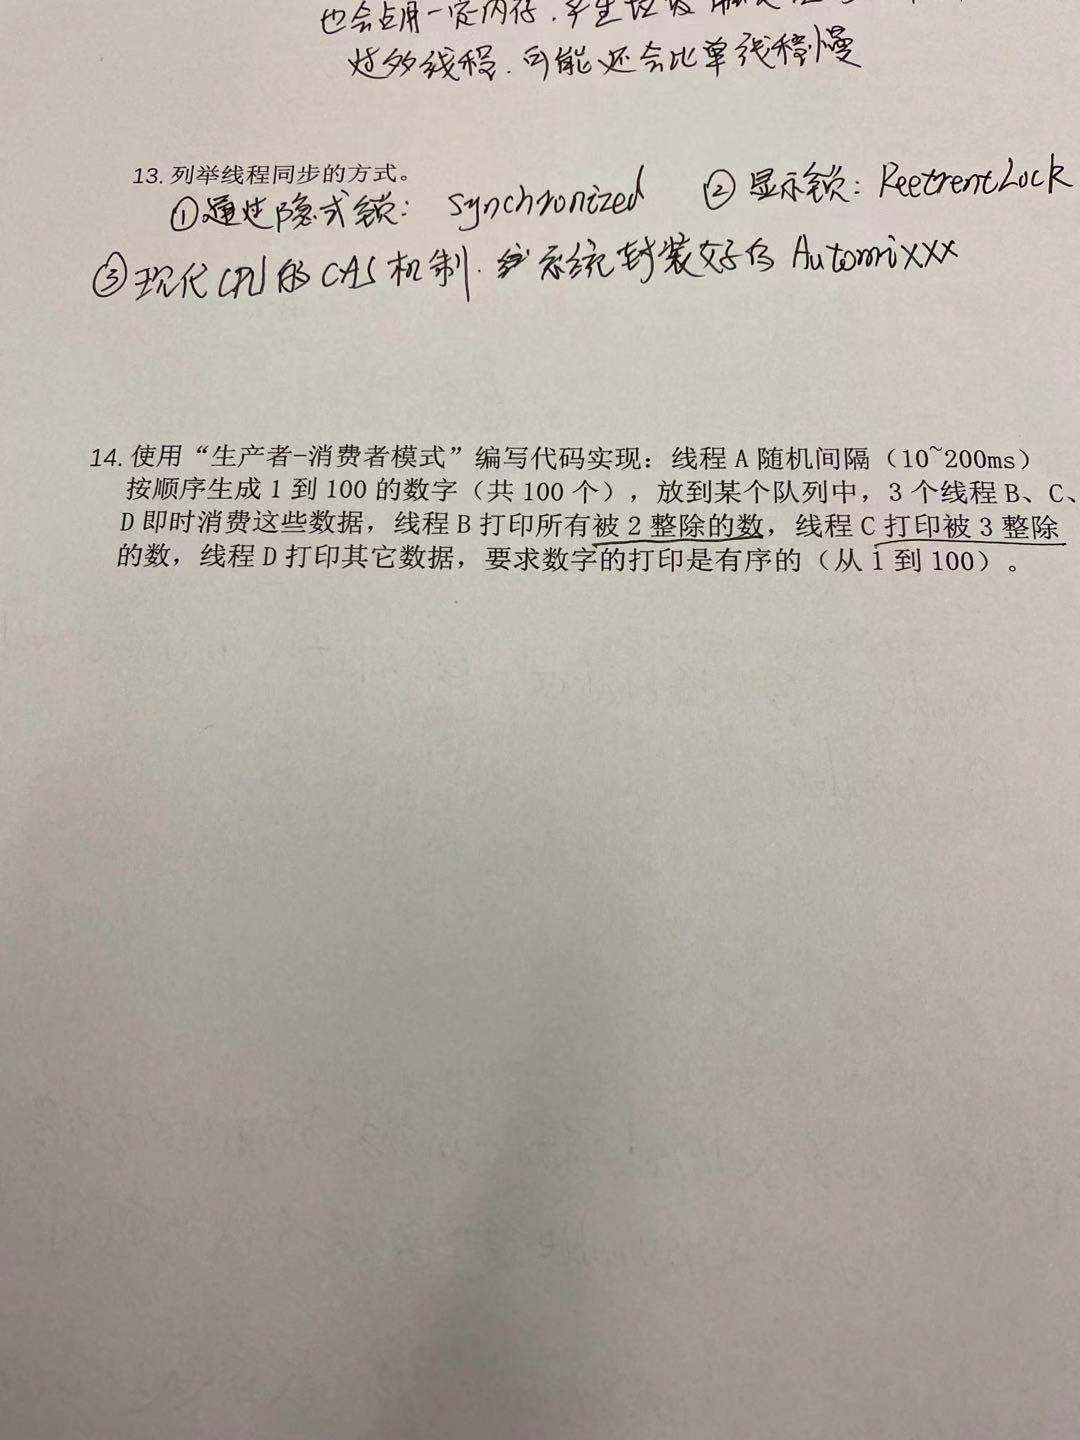 也会占用一定内存.产生垃圾
过多线程.可能还会比单线程慢
13. 列举线程同步的方式。
①通过隐式锁: synchronized ②显示锁: ReetrentLock
③现代CPU的CAS机制. 系统封装好的 Automixxx
14. 使用“生产者-消费者模式”编写代码实现：线程 A 随机间隔（10~200ms）
按顺序生成 1 到 100 的数字（共 100 个），放到某个队列中，3 个线程 B、C、
D 即时消费这些数据，线程 B 打印所有被 2 整除的数，线程 C 打印被 3 整除
的数，线程 D 打印其它数据，要求数字的打印是有序的（从 1 到 100）。